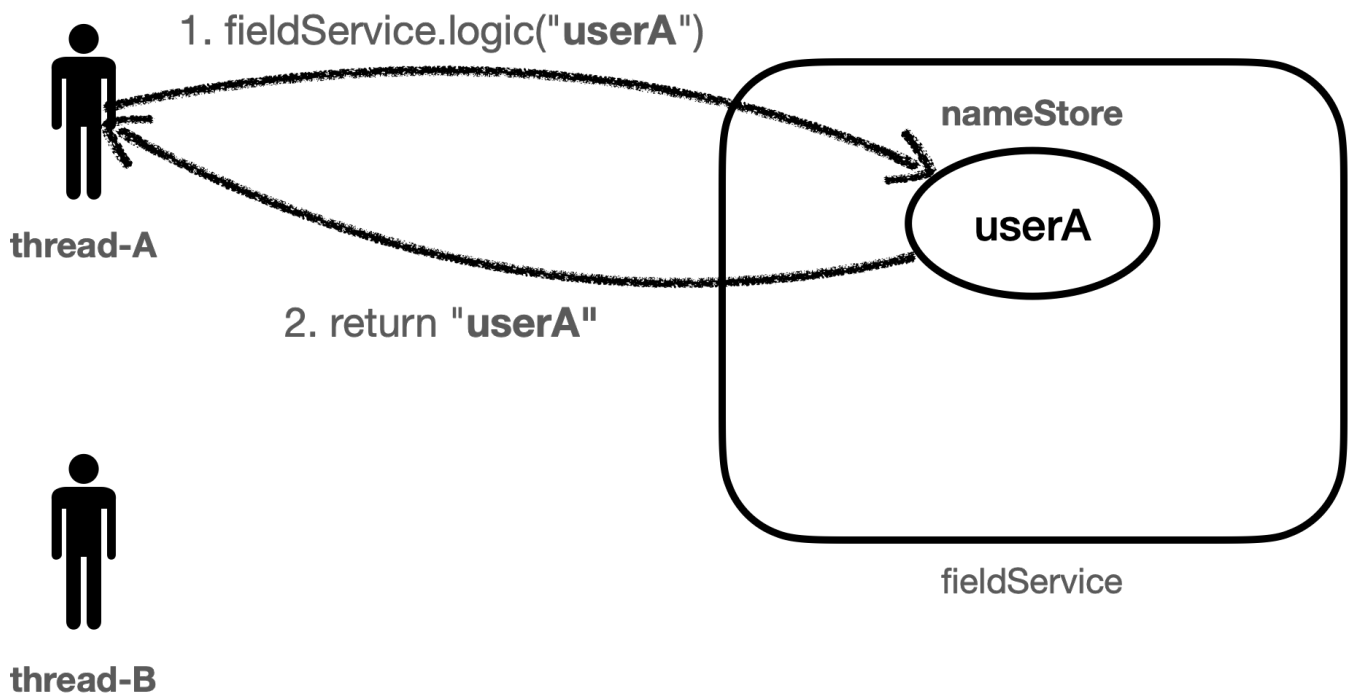 1. fieldService.logic("userA")
nameStore
userA
thread-A
2. return "userA"
fieldService
thread-B